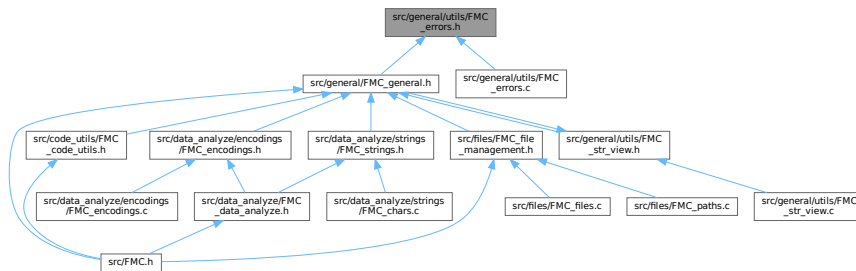 src/general/utils/FMC
_errors.h
src/general/FMC_general.h
src/general/utils/FMC
_errors.c
src/code_utils/FMC
_code_utils.h
src/data_analyze/encodings
/FMC_encodings.h
src/data_analyze/strings
/FMC_strings.h
src/files/FMC_file
_management.h
src/general/utils/FMC
_str_view.h
src/data_analyze/encodings
/FMC_encodings.c
src/data_analyze/FMC
_data_analyze.h
src/data_analyze/strings
/FMC_chars.c
src/files/FMC_files.c
src/files/FMC_paths.c
src/general/utils/FMC
_str_view.c
src/FMC.h